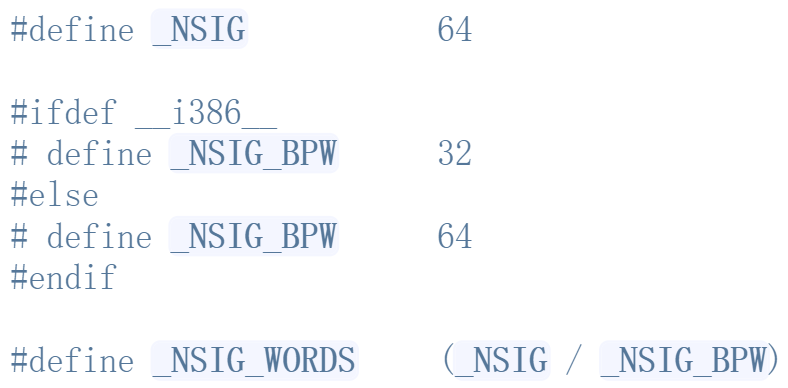 #define _NSIG 64
#ifdef __i386__
# define _NSIG_BPW 32
#else
# define _NSIG_BPW 64
#endif
#define _NSIG_WORDS (_NSIG / _NSIG_BPW)